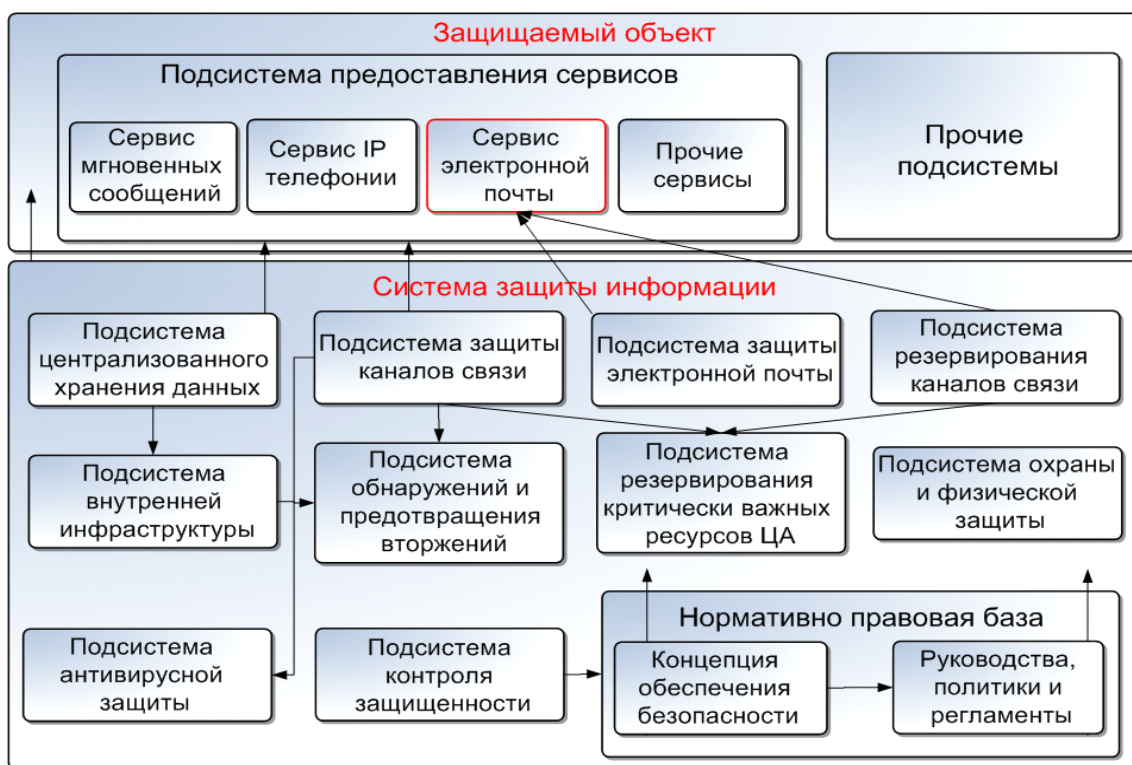 Защищаемый объект
Подсистема предоставления сервисов
Сервис
мгновенных
сообщений
Сервис IP
телефонии
Сервис
электронной
почты
Прочие
сервисы
Прочие
подсистемы
Система защиты информации
Подсистема
централизованного
хранения данных
Подсистема защиты
каналов связи
Подсистема защиты
электронной почты
Подсистема
резервирования
каналов связи
Подсистема
внутренней
инфраструктуры
Подсистема
обнаружений и
предотвращения
вторжений
Подсистема
резервирования
критически важных
ресурсов ЦА
Подсистема охраны
и физической
защиты
Подсистема
антивирусной
защиты
Подсистема
контроля
защищенности
Нормативно правовая база
Концепция
обеспечения
безопасности
Руководства,
политики и
регламенты